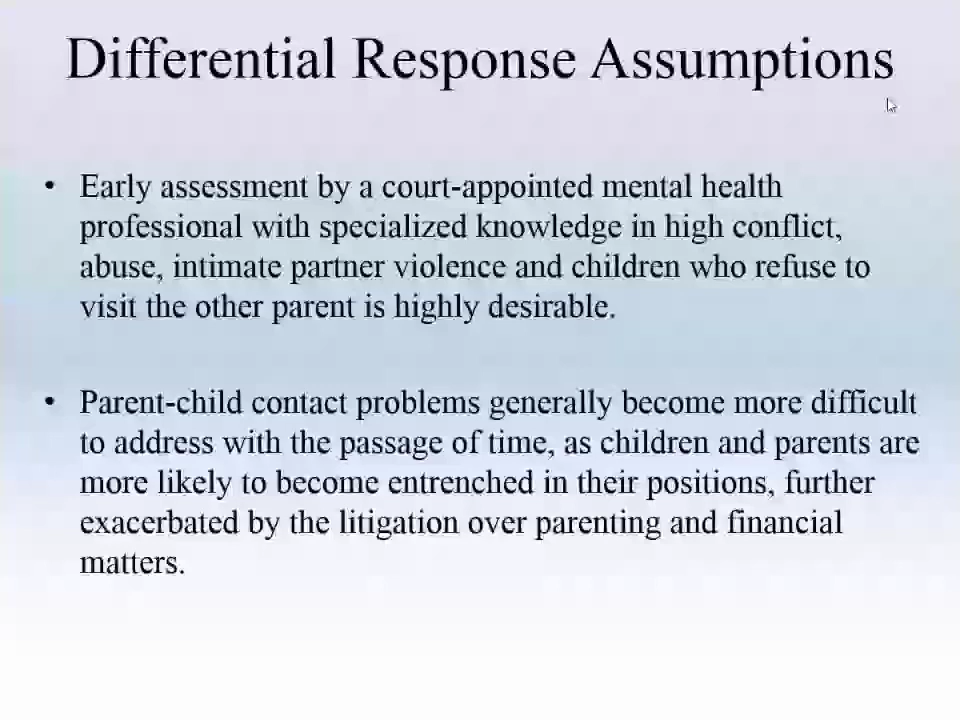 Differential Response Assumptions
• Early assessment by a court-appointed mental health
professional with specialized knowledge in high conflict,
abuse, intimate partner violence and children who refuse to
visit the other parent is highly desirable.
• Parent-child contact problems generally become more difficult
to address with the passage of time, as children and parents are
more likely to become entrenched in their positions, further
exacerbated by the litigation over parenting and financial
matters.